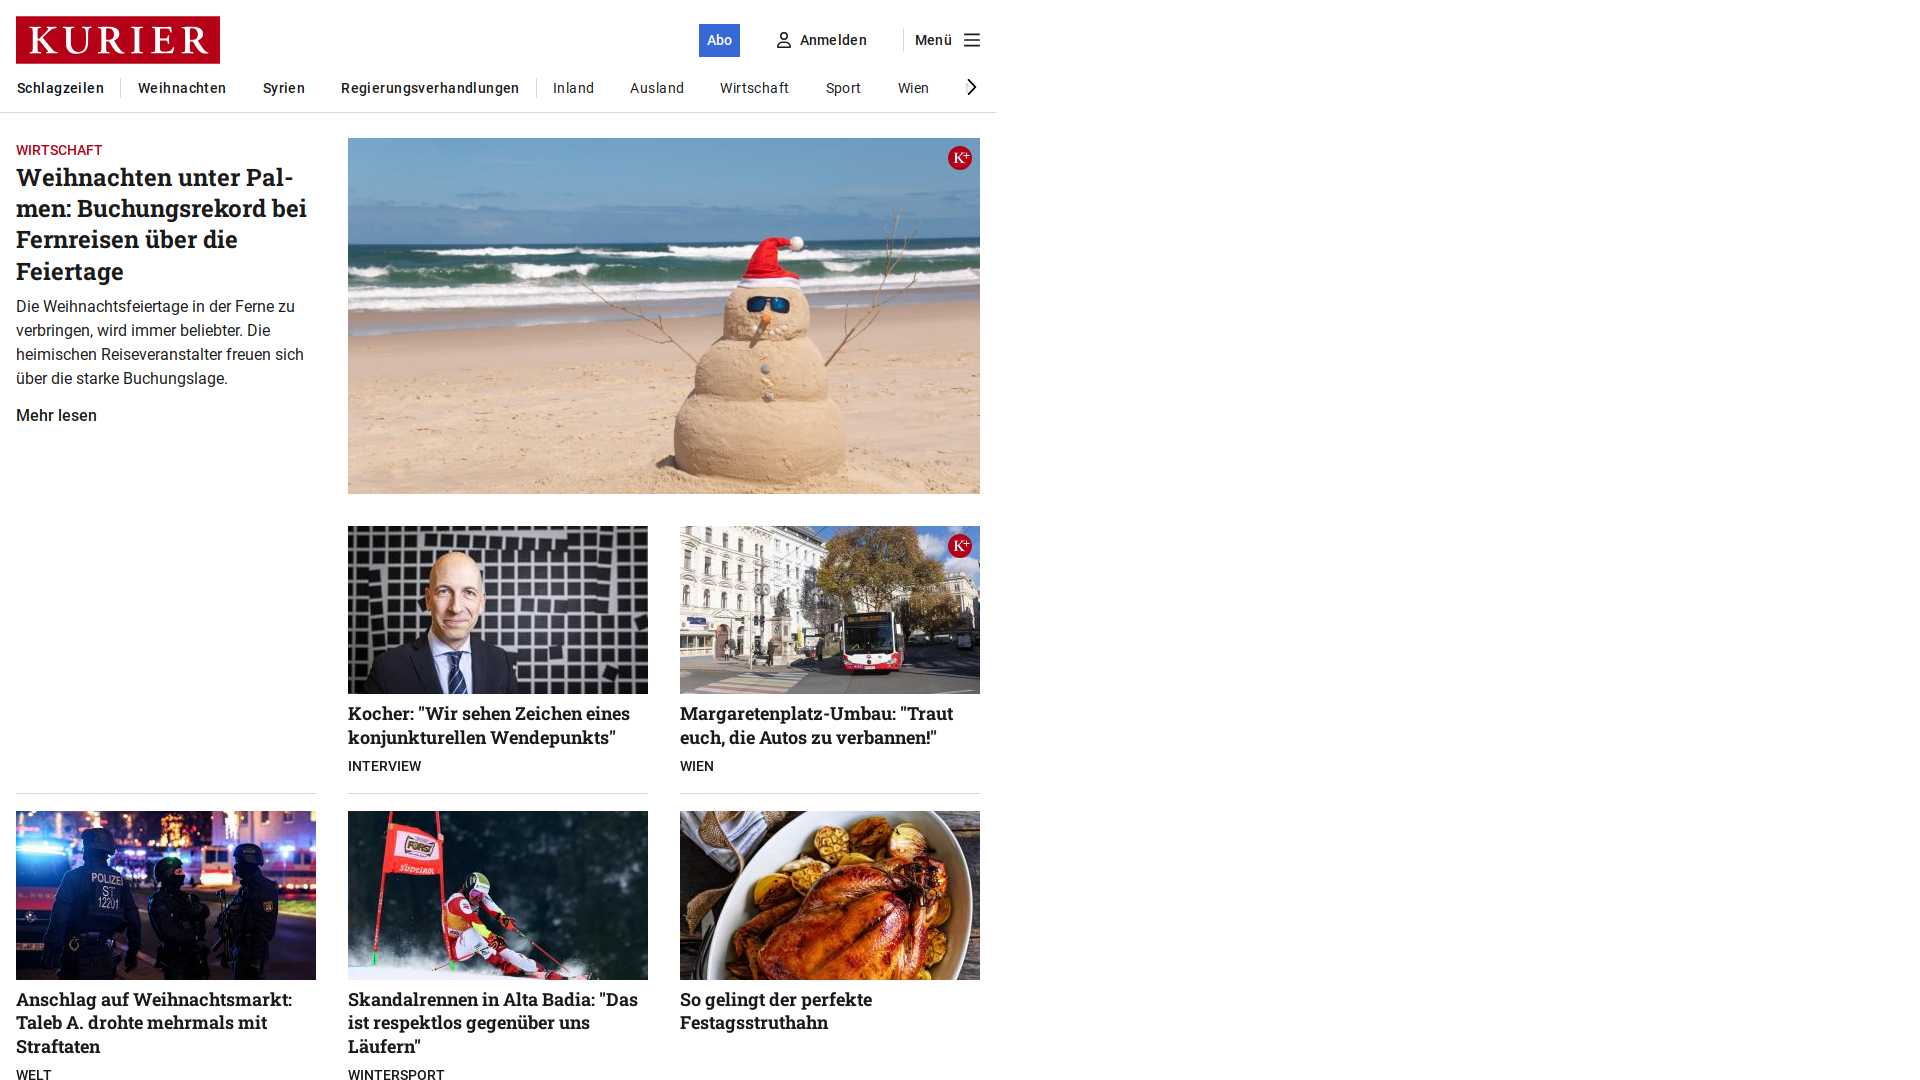 KURIER
Abo
Anmelden
Menü
Schlagzeilen
Weihnachten
Syrien
Regierungsverhandlungen
Inland
Ausland
Wirtschaft
Sport
Wien
WIRTSCHAFT
Weihnachten unter Pal-
men: Buchungsrekord bei
Fernreisen über die
Feiertage
Die Weihnachtsfeiertage in der Ferne zu
verbringen, wird immer beliebter. Die
heimischen Reiseveranstalter freuen sich
über die starke Buchungslage.
Mehr lesen
K+
K+
Kocher: "Wir sehen Zeichen eines
konjunkturellen Wendepunkts"
INTERVIEW
Margaretenplatz-Umbau: "Traut
euch, die Autos zu verbannen!"
WIEN
POLIZEI
ST
12201
FORST
SÜDTIROL
Anschlag auf Weihnachtsmarkt:
Taleb A. drohte mehrmals mit
Straftaten
WELT
Skandalrennen in Alta Badia: "Das
ist respektlos gegenüber uns
Läufern"
WINTERSPORT
So gelingt der perfekte
Festagsstruthahn